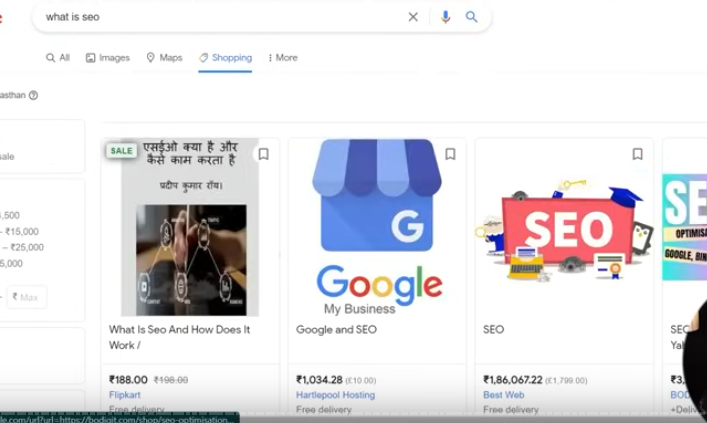 what is seo
All
Images
Maps
Shopping
More
asthan
ale
,500
– ₹15,000
– ₹25,000
5,000
₹ Max
SALE
एसईओ क्या है और
कैसे काम करता है
प्रदीप कुमार रॉय।
What Is Seo And How Does It
Work /
₹188.00 ₹198.00
Flipkart
Free delivery
G
Google
My Business
Google and SEO
₹1,034.28 (£10.00)
Hartlepool Hosting
Free delivery
SEO
SEO
₹1,86,067.22 (£1,799.00)
Best Web
Free delivery
SE
OPTIMISA
GOOGLE, BIN
SEC
Yal
₹3,
BOD
+Deliv
le.com/url?url=https://bodigit.com/shop/seo-optimisation...